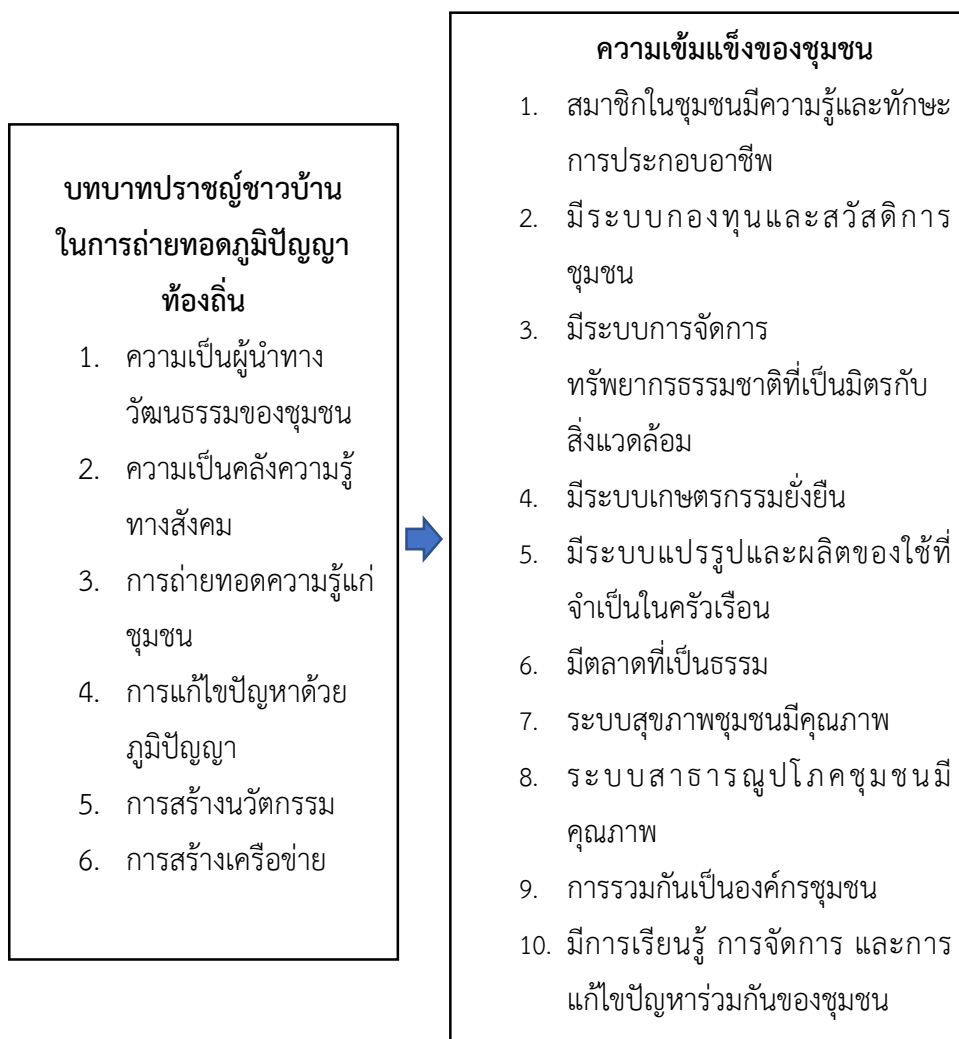 บทบาทปราชญ์ชาวบ้าน
ในการถ่ายทอดภูมิปัญญา
ท้องถิ่น
1. ความเป็นผู้นำทาง
วัฒนธรรมของชุมชน
2. ความเป็นคลังความรู้
ทางสังคม
3. การถ่ายทอดความรู้แก่
ชุมชน
4. การแก้ไขปัญหาด้วย
ภูมิปัญญา
5. การสร้างนวัตกรรม
6. การสร้างเครือข่าย
ความเข้มแข็งของชุมชน
1. สมาชิกในชุมชนมีความรู้และทักษะ
การประกอบอาชีพ
2. มีระบบกองทุนและสวัสดิการ
ชุมชน
3. มีระบบการจัดการ
ทรัพยากรธรรมชาติที่เป็นมิตรกับ
สิ่งแวดล้อม
4. มีระบบเกษตรกรรมยั่งยืน
5. มีระบบแปรรูปและผลิตของใช้ที่
จำเป็นในครัวเรือน
6. มีตลาดที่เป็นธรรม
7. ระบบสุขภาพชุมชนมีคุณภาพ
8. ระบบสาธารณูปโภคชุมชนมี
คุณภาพ
9. การรวมกันเป็นองค์กรชุมชน
10. มีการเรียนรู้ การจัดการ และการ
แก้ไขปัญหาร่วมกันของชุมชน